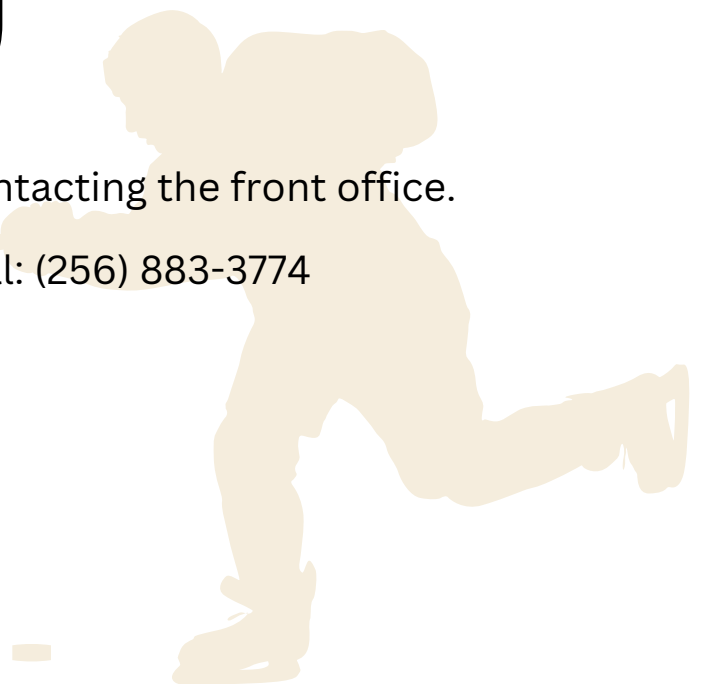 ntacting the front office.
l: (256) 883-3774